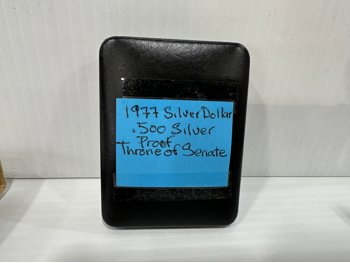 1977 Silver Dollar
.500 Silver
Proof
Throne of Senate